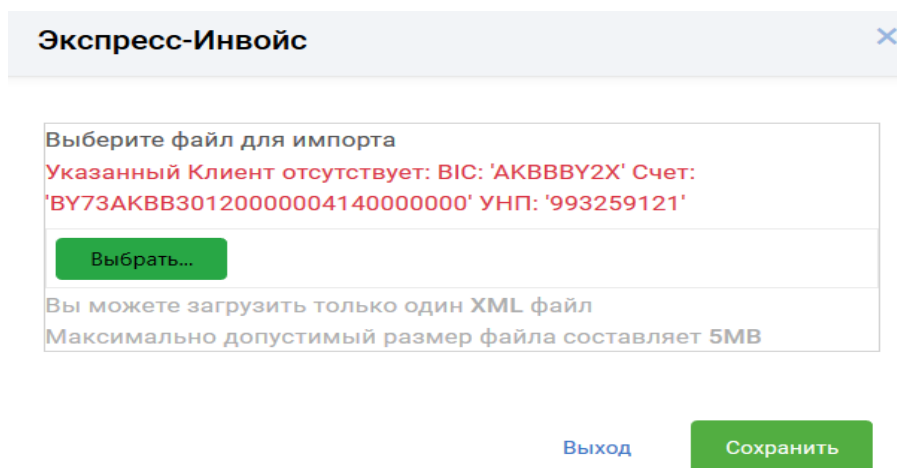 Экспресс-Инвойс
Выберите файл для импорта
Указанный Клиент отсутствует: BIC: 'AKBBBY2X' Счет:
'BY73AKBB30120000004140000000' УНП: '993259121'
Выбрать...
Вы можете загрузить только один XML файл
Максимально допустимый размер файла составляет 5MB
Выход
Сохранить